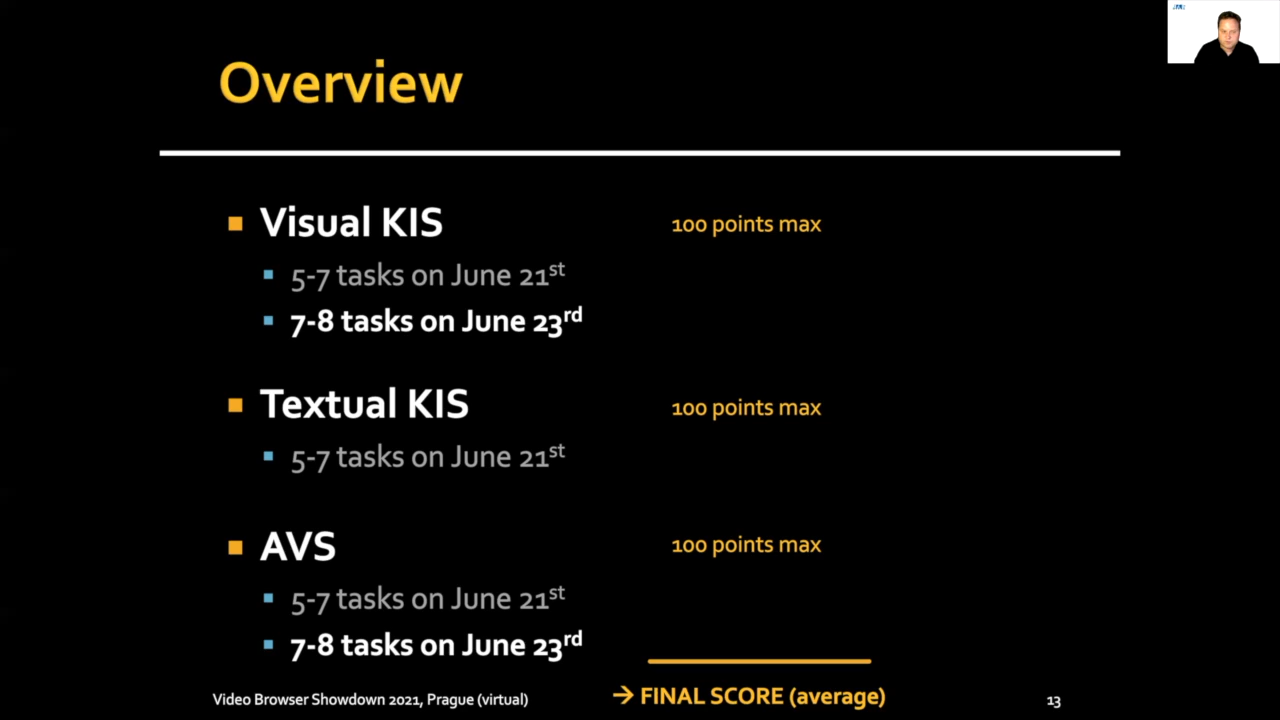 Overview
Visual KIS 100 points max
5-7 tasks on June 21st
7-8 tasks on June 23rd
Textual KIS 100 points max
5-7 tasks on June 21st
AVS 100 points max
5-7 tasks on June 21st
7-8 tasks on June 23rd
Video Browser Showdown 2021, Prague (virtual) → FINAL SCORE (average) 13